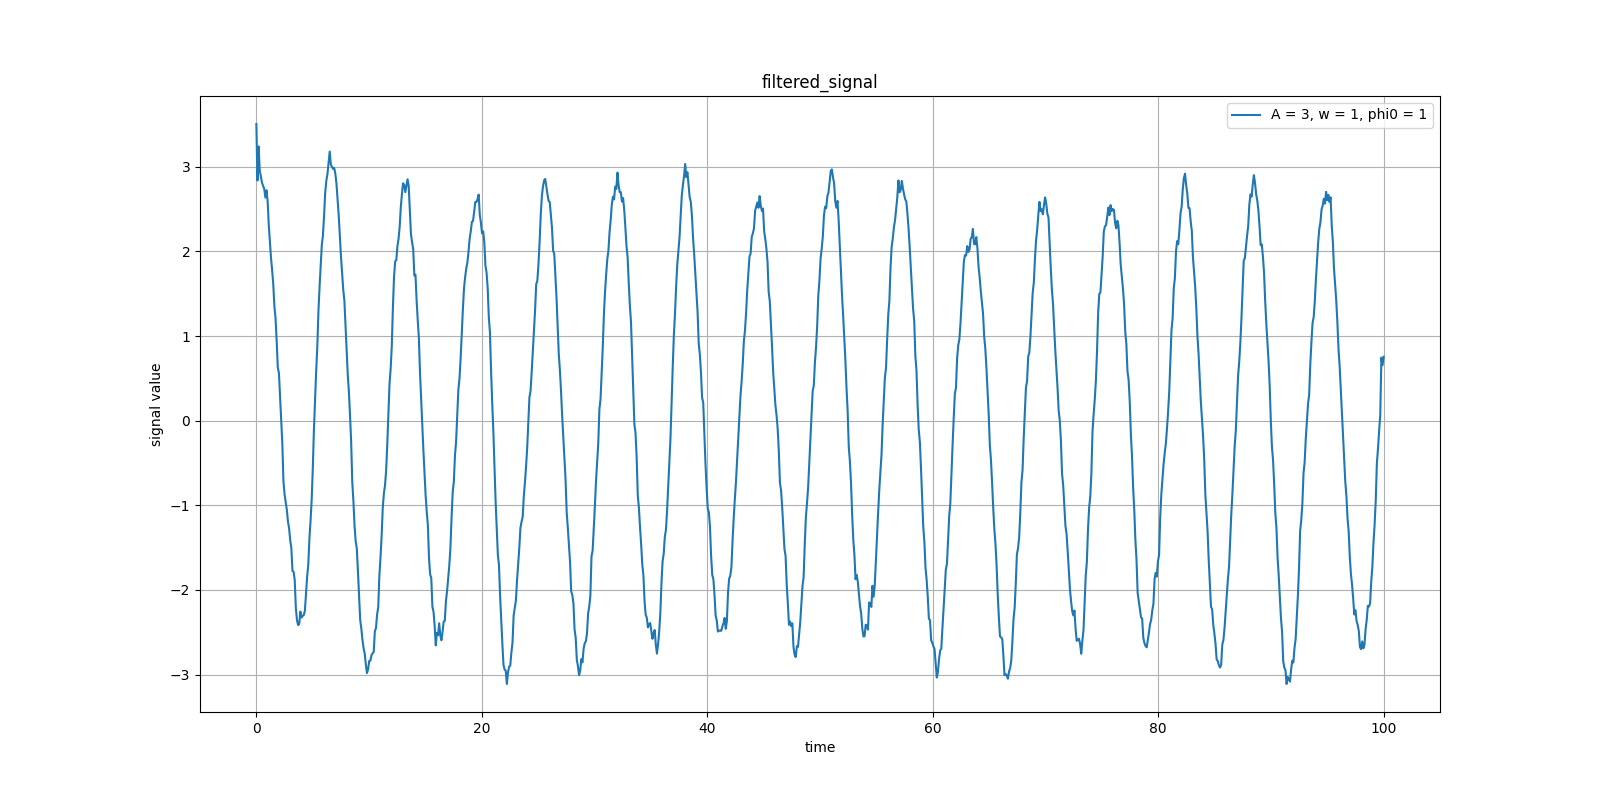 filtered_signal
A = 3, w = 1, phi0 = 1
3
2
1
0
−1
−2
−3
signal value
0 20 40 60 80 100
time